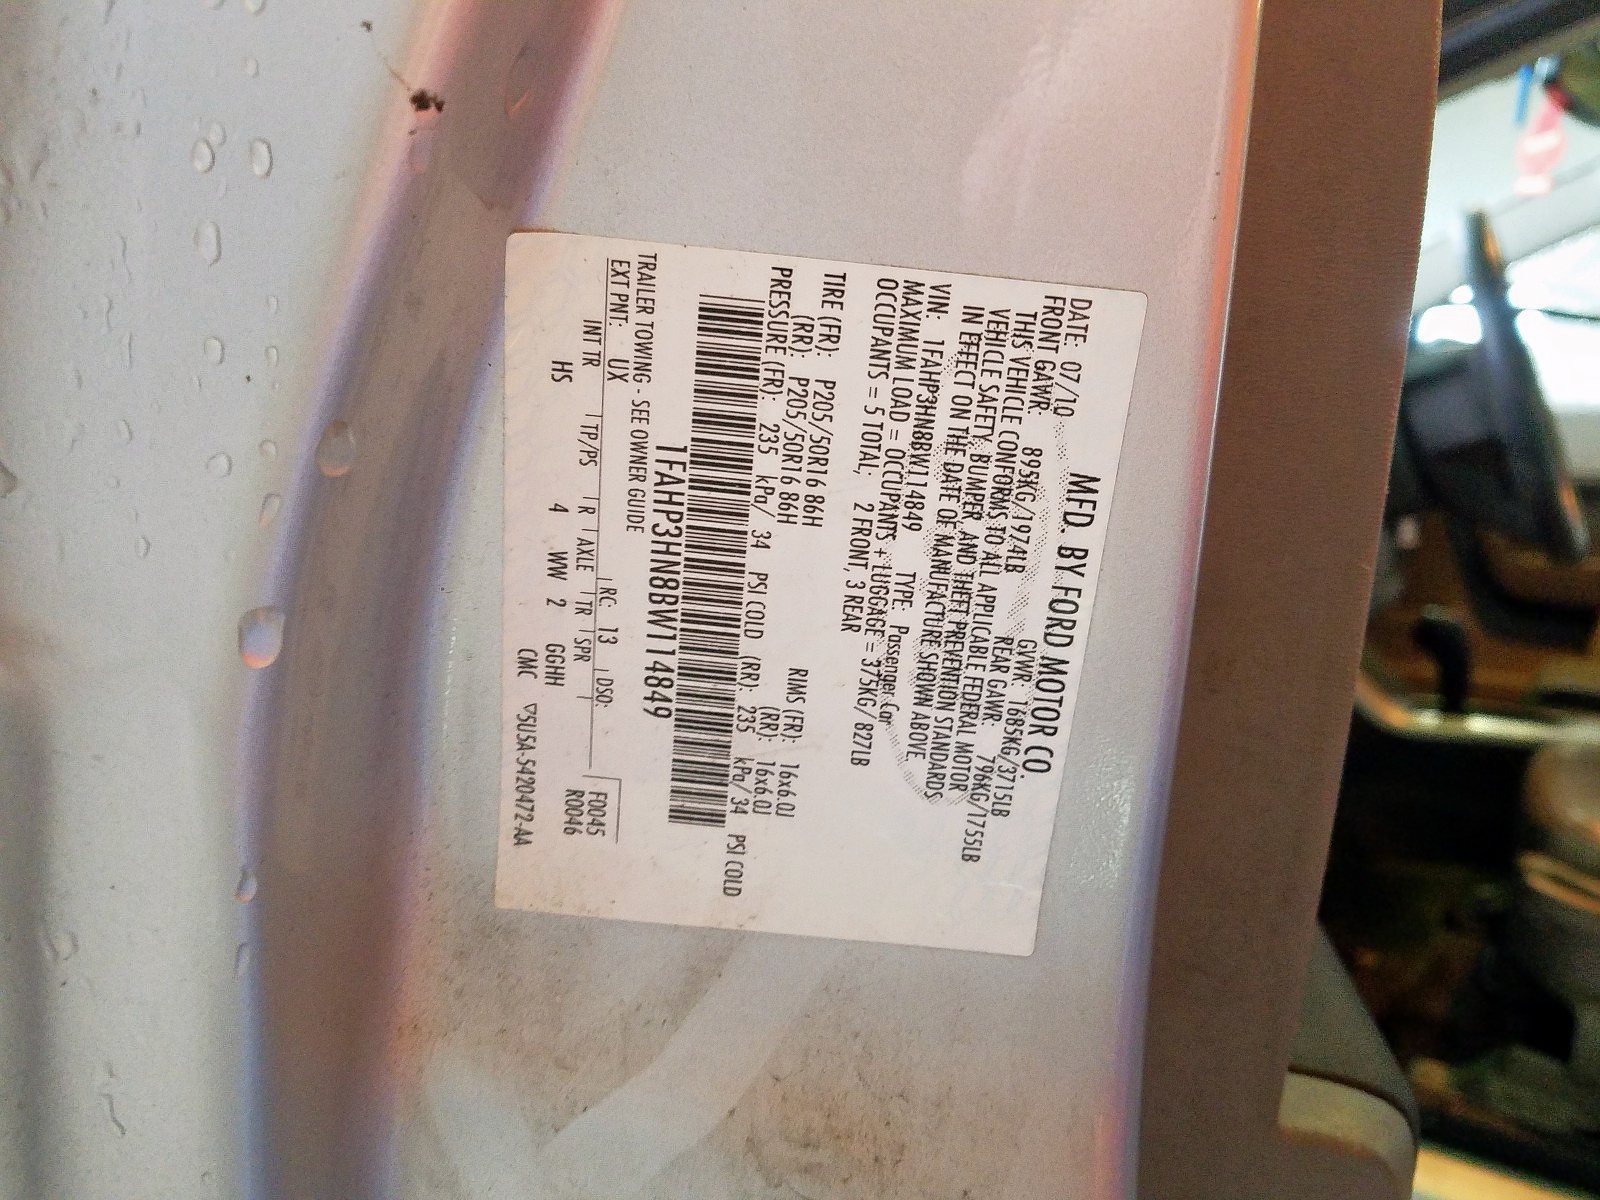 MFD. BY FORD MOTOR CO.
DATE: 07/10 GVWR: 1685KG/3715LB
FRONT GAWR: 895KG/1974LB REAR GAWR: 796KG/1755LB
THIS VEHICLE CONFORMS TO ALL APPLICABLE FEDERAL MOTOR
VEHICLE SAFETY, BUMPER, AND THEFT PREVENTION STANDARDS
IN EFFECT ON THE DATE OF MANUFACTURE SHOWN ABOVE.
VIN: 1FAHP3HN8BW114849 TYPE: Passenger Car
MAXIMUM LOAD = OCCUPANTS + LUGGAGE = 375KG/827LB
OCCUPANTS = 5 TOTAL; 2 FRONT, 3 REAR
TIRE (FR): P205/50R16 86H RIMS (FR): 16x6.0J
(RR): P205/50R16 86H (RR): 16x6.0J
PRESSURE (FR): 235 kPa/ 34 PSI COLD (RR): 235 kPa/ 34 PSI COLD
1FAHP3HN8BW114849
TRAILER TOWING - SEE OWNER GUIDE
EXT PNT: UX RC: 13 DSO: F0045
INT TR TP/PS R AXLE TR SPR R0046
HS 4 WW 2 GGHH
CMC ▽5U5A-5420472-AA